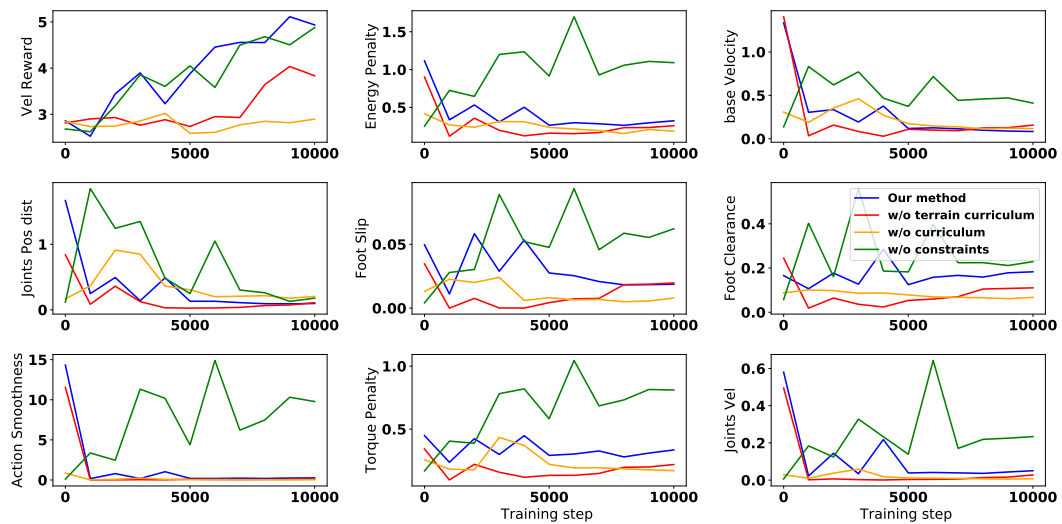 Vel Reward
5
4
3
0 5000 10000
Energy Penalty
1.5
1.0
0.5
0 5000 10000
base Velocity
1.0
0.5
0.0
0 5000 10000
Joints Pos dist
1
0
0 5000 10000
Foot Slip
0.05
0.00
0 5000 10000
Foot Clearance
0.4
0.2
0.0
0 5000 10000
Our method
w/o terrain curriculum
w/o curriculum
w/o constraints
Action Smoothness
15
10
5
0
0 5000 10000
Torque Penalty
1.0
0.5
0 5000 10000
Training step
Joints Vel
0.6
0.4
0.2
0.0
0 5000 10000
Training step